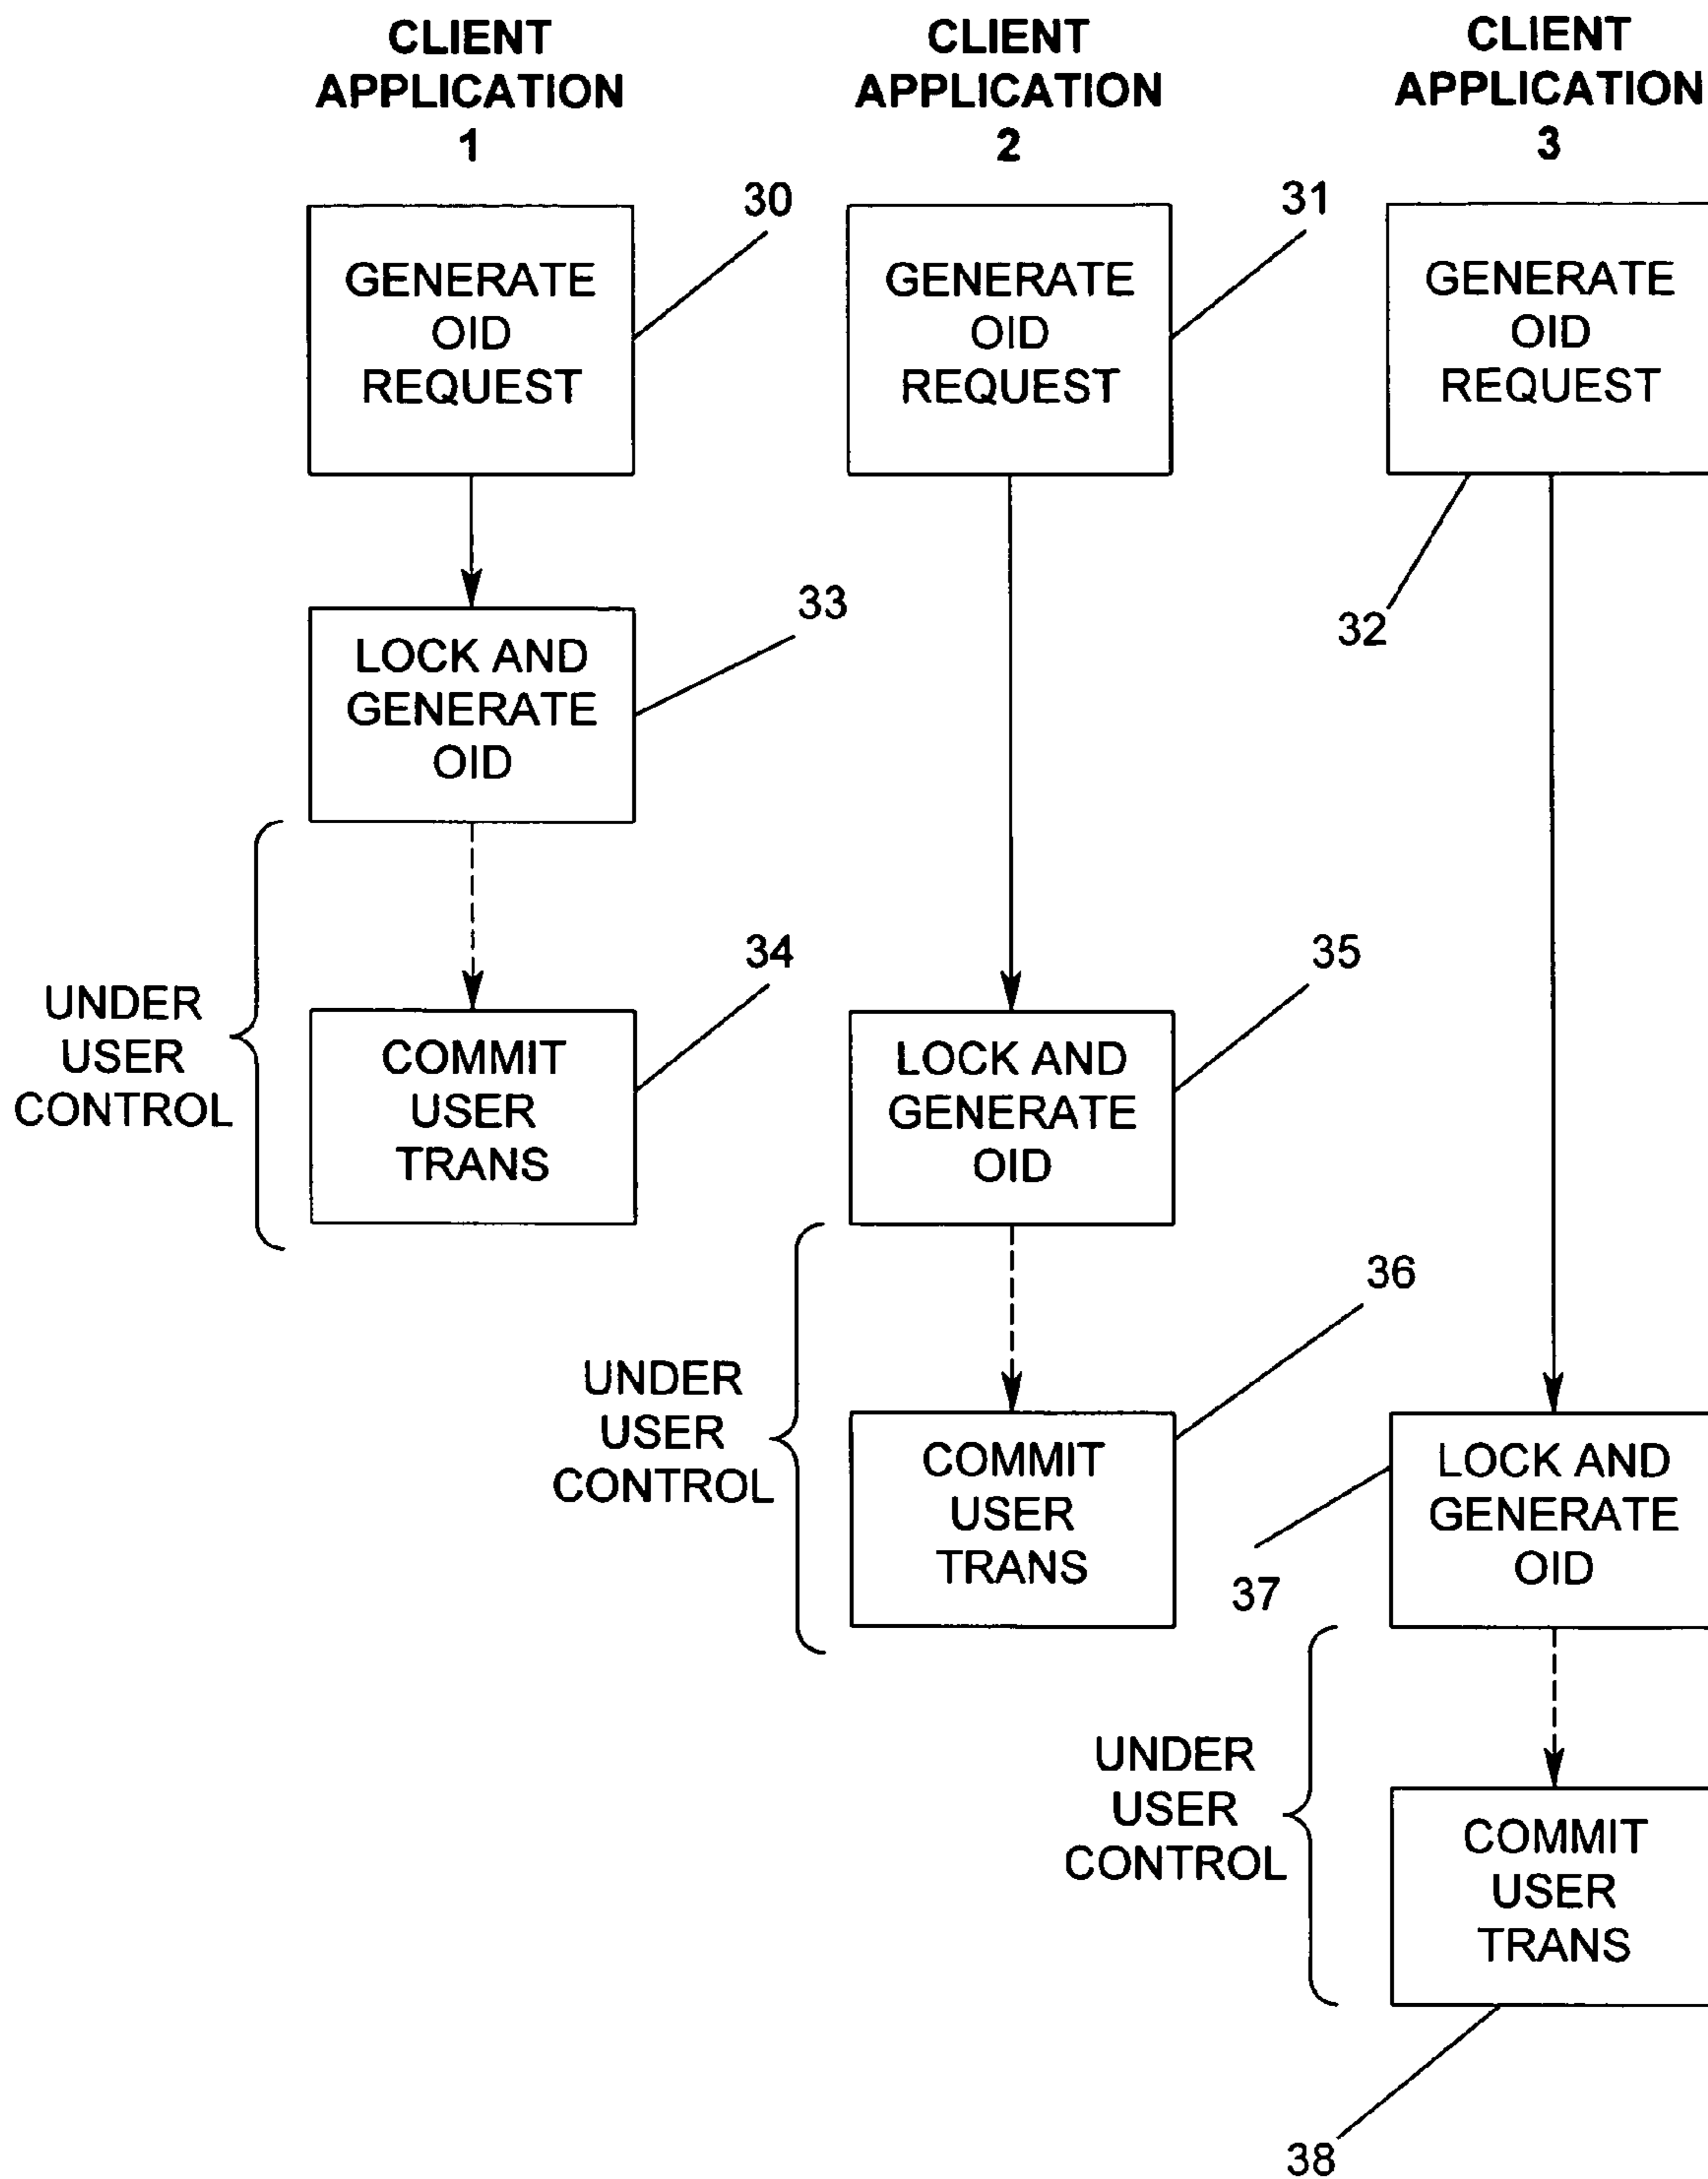 CLIENT
APPLICATION
1
CLIENT
APPLICATION
2
CLIENT
APPLICATION
3
30
31
GENERATE
OID
REQUEST
GENERATE
OID
REQUEST
GENERATE
OID
REQUEST
32
33
LOCK AND
GENERATE
OID
34
35
UNDER
USER
CONTROL
COMMIT
USER
TRANS
LOCK AND
GENERATE
OID
36
UNDER
USER
CONTROL
COMMIT
USER
TRANS
37
LOCK AND
GENERATE
OID
UNDER
USER
CONTROL
COMMIT
USER
TRANS
38